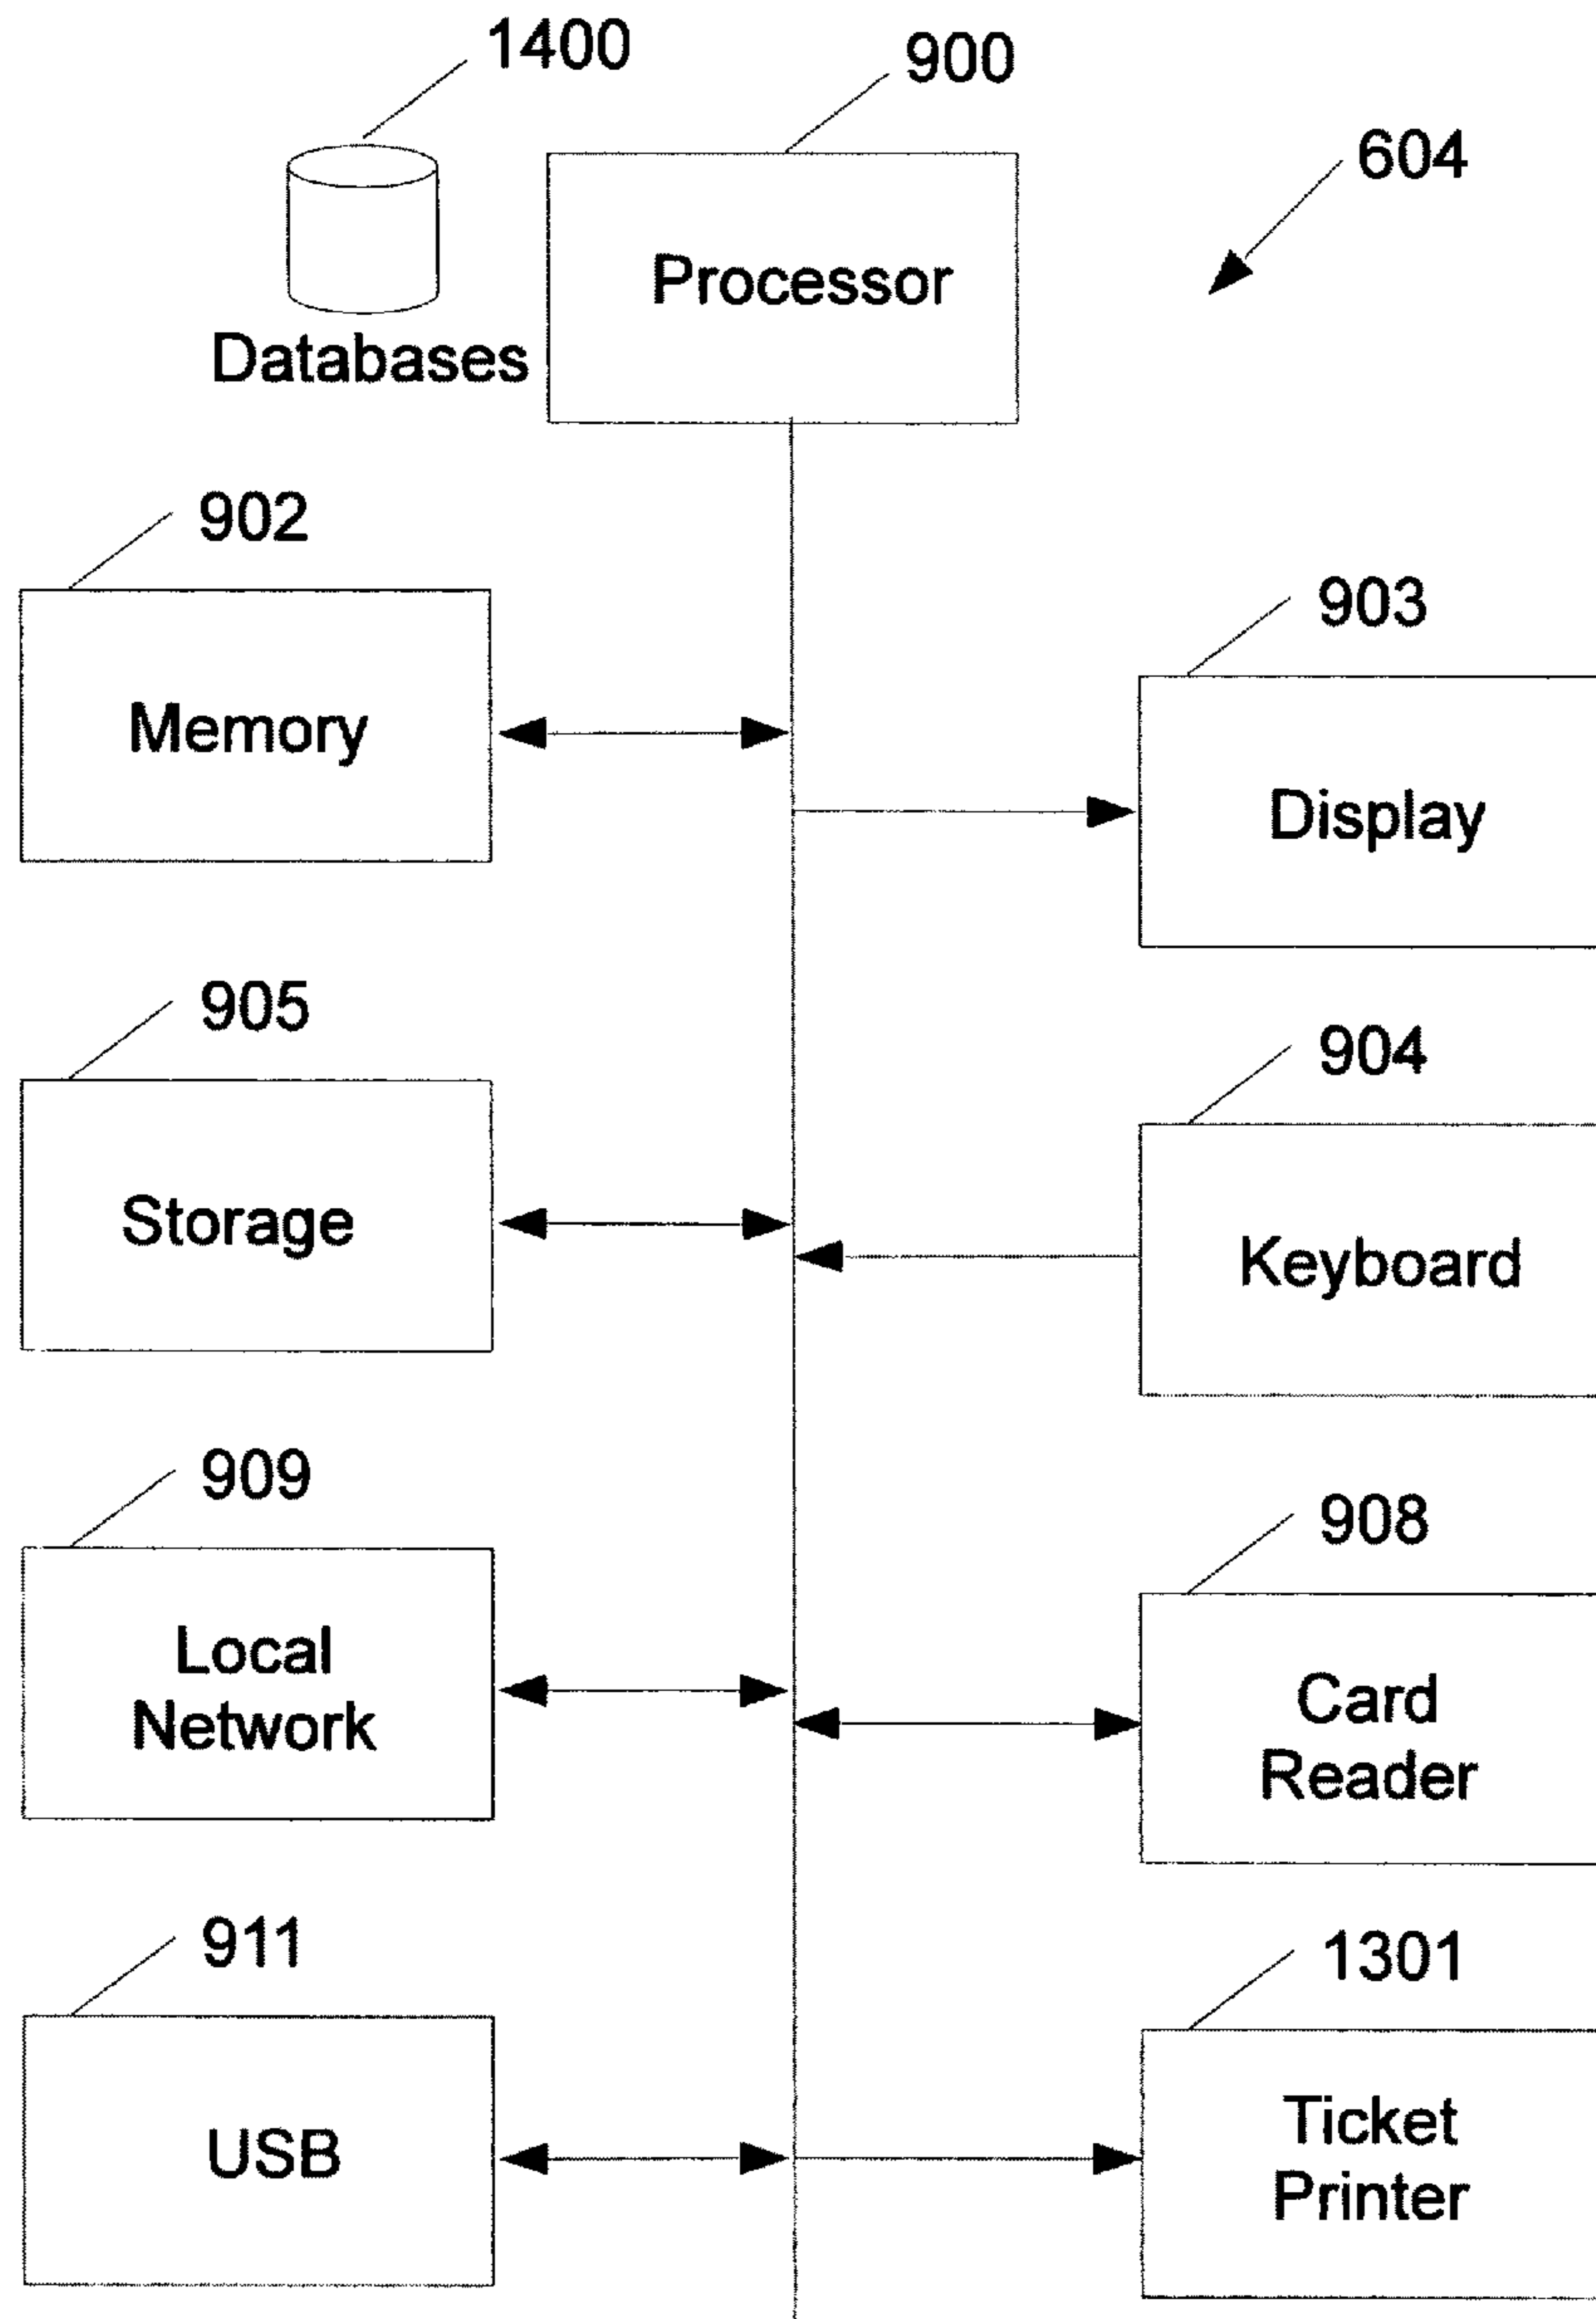 1400
900
604
Processor
Databases
902
903
Memory
Display
905
904
Storage
Keyboard
909
908
Local
Network
Card
Reader
911
1301
USB
Ticket
Printer